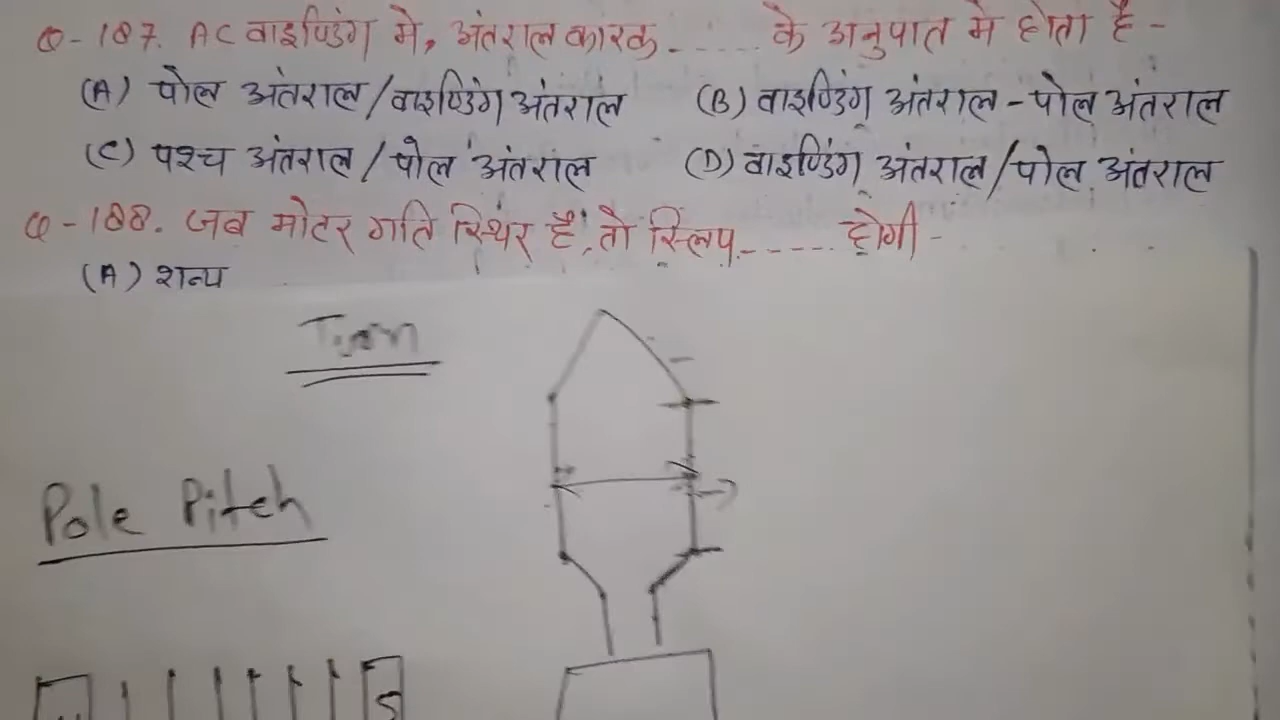 Q-187. AC वाइण्डिंग मे, अंतराल कारक ...... के अनुपात मे होता है -
(A) पोल अंतराल/वाइण्डिंग अंतराल (B) वाइण्डिंग अंतराल-पोल अंतराल
(C) पश्च अंतराल/पोल अंतराल (D) वाइण्डिंग अंतराल/पोल अंतराल
Q-188. जब मोटर गति स्थिर है, तो स्लिप ...... होगी -
(A) शून्य
Turn
Pole Pitch
S